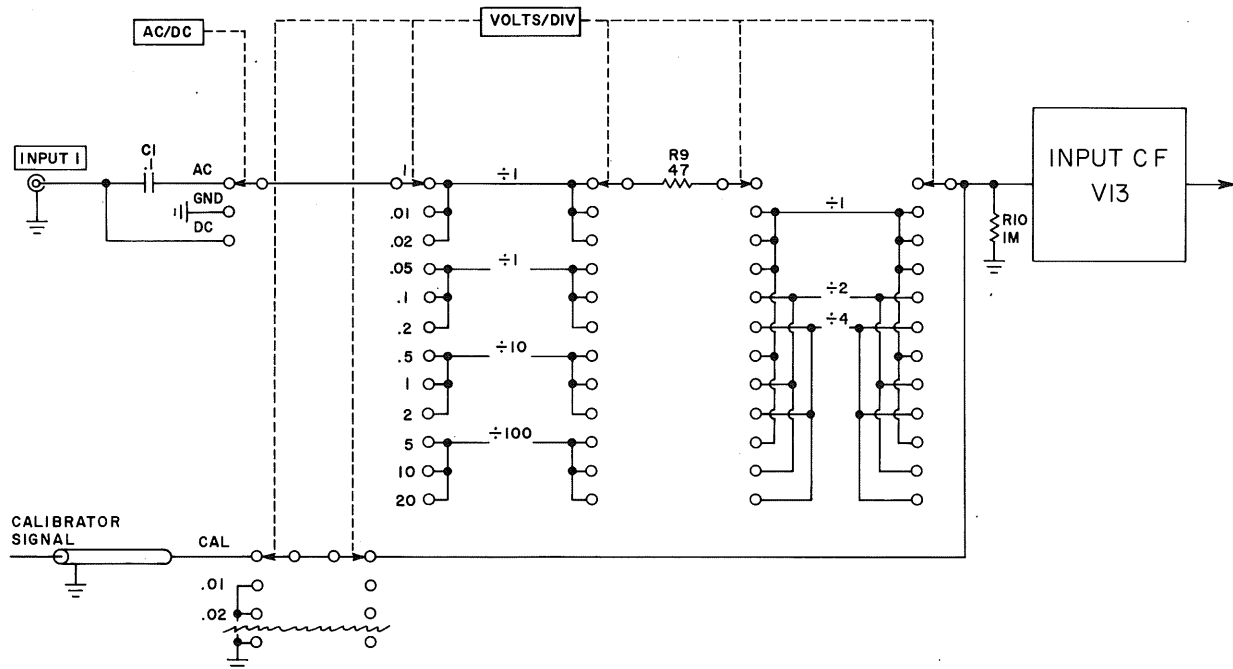 VOLTS/DIV
AC/DC
INPUT 1
C1
.1
AC
GND
DC
1
.01
.02
.05
.1
.2
.5
1
2
5
10
20
÷1
÷1
÷10
÷100
R9
47
÷1
÷2
÷4
R10
1M
INPUT CF
V13
CALIBRATOR
SIGNAL
CAL
.01
.02